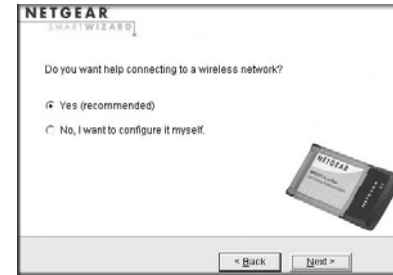 NETGEAR
SMARTWIZARD
Do you want help connecting to a wireless network?
Yes (recommended)
No, I want to configure it myself.
NETGEAR
< Back
Next >